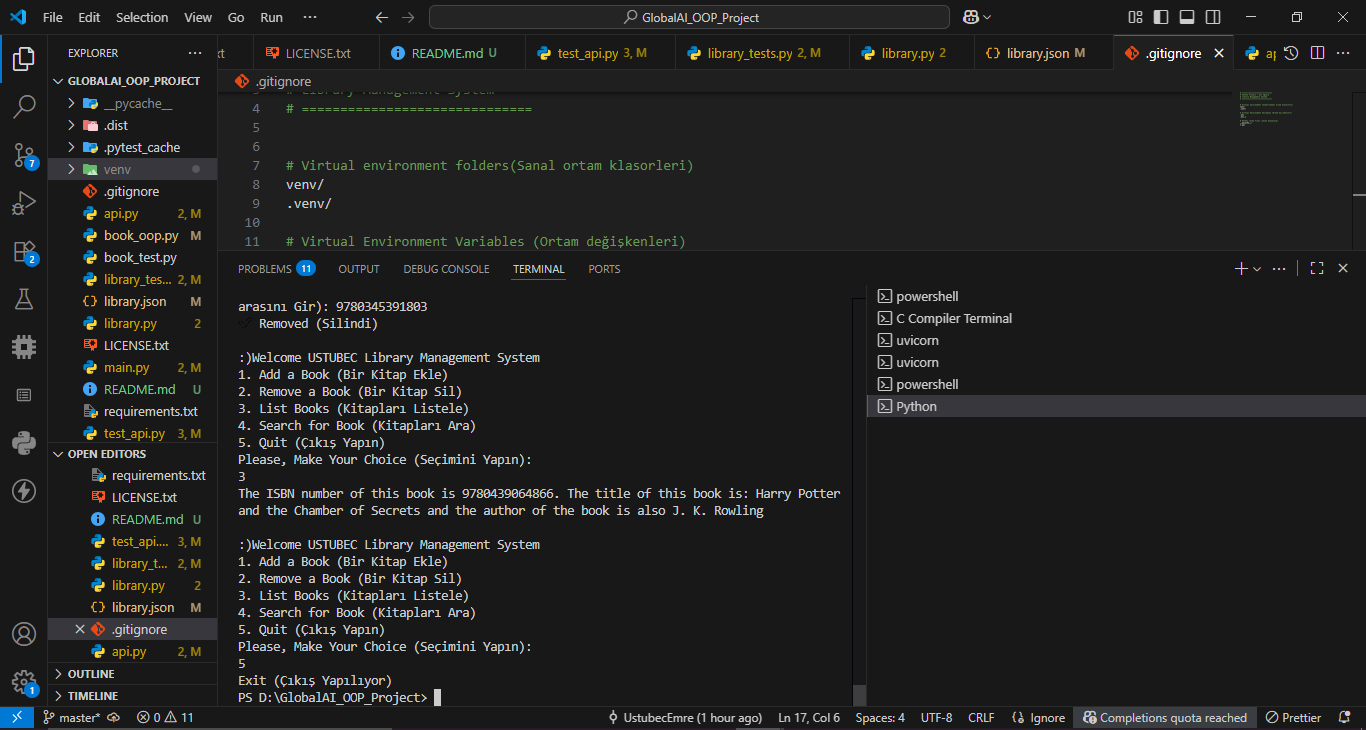 File Edit Selection View Go Run ··· GlobalAI_OOP_Project
EXPLORER
GLOBALAI_OOP_PROJECT
__pycache__
.dist
.pytest_cache
venv
.gitignore
api.py 2, M
book_oop.py M
book_test.py
library_tes... 2, M
library.json M
library.py 2
LICENSE.txt
main.py 2, M
README.md U
requirements.txt
test_api.py 3, M
OPEN EDITORS
requirements.txt
LICENSE.txt
README.md U
test_api.... 3, M
library_t... 2, M
library.py 2
library.json M
.gitignore
api.py 2, M
OUTLINE
TIMELINE
7
2
1
LICENSE.txt README.md U test_api.py 3, M library_tests.py 2, M library.py 2 library.json M .gitignore
.gitignore
3 # Library Management System
4 # ==============================
5
6
7 # Virtual environment folders(Sanal ortam klasorleri)
8 venv/
9 .venv/
10
11 # Virtual Environment Variables (Ortam değişkenleri)
PROBLEMS 11 OUTPUT DEBUG CONSOLE TERMINAL PORTS
arasını Gir): 9780345391803
Removed (Silindi)
:)Welcome USTUBEC Library Management System
1. Add a Book (Bir Kitap Ekle)
2. Remove a Book (Bir Kitap Sil)
3. List Books (Kitapları Listele)
4. Search for Book (Kitapları Ara)
5. Quit (Çıkış Yapın)
Please, Make Your Choice (Seçimini Yapın):
3
The ISBN number of this book is 9780439064866. The title of this book is: Harry Potter
and the Chamber of Secrets and the author of the book is also J. K. Rowling
:)Welcome USTUBEC Library Management System
1. Add a Book (Bir Kitap Ekle)
2. Remove a Book (Bir Kitap Sil)
3. List Books (Kitapları Listele)
4. Search for Book (Kitapları Ara)
5. Quit (Çıkış Yapın)
Please, Make Your Choice (Seçimini Yapın):
5
Exit (Çıkış Yapılıyor)
PS D:\GlobalAI_OOP_Project>
powershell
C Compiler Terminal
uvicorn
uvicorn
powershell
Python
master* 0 11 UstubecEmre (1 hour ago) Ln 17, Col 6 Spaces: 4 UTF-8 CRLF Ignore Completions quota reached Prettier